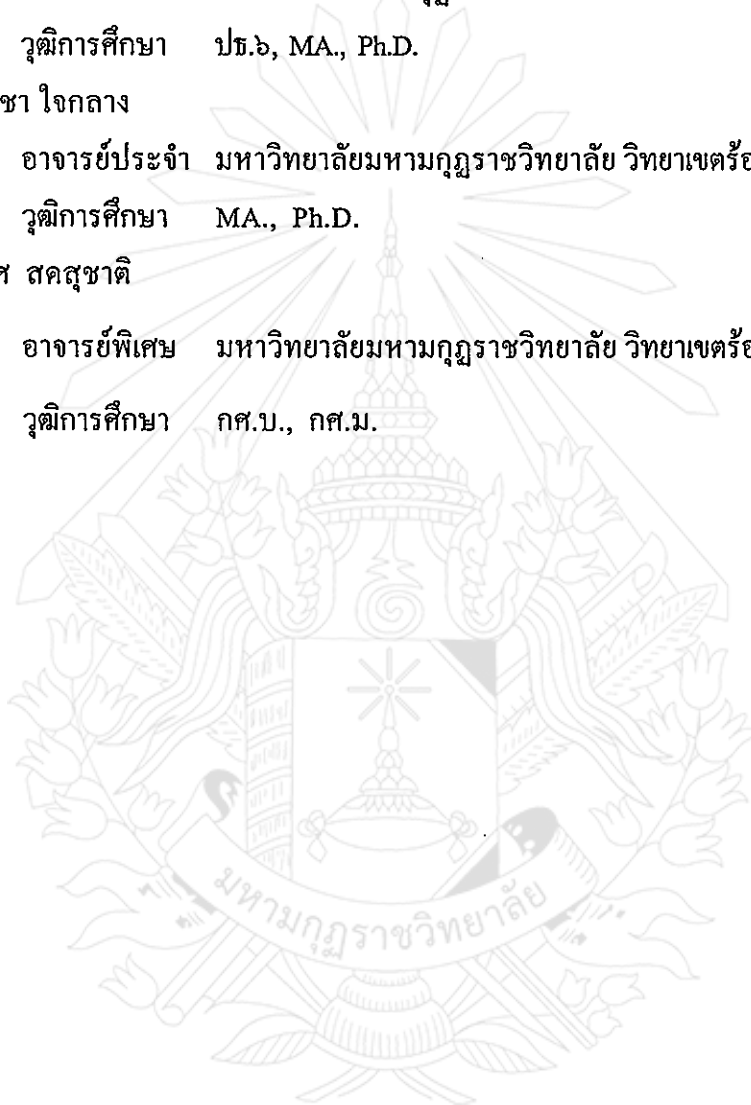 วุฒิการศึกษา ปธ.๖, MA., Ph.D.
ชา ใจกลาง
อาจารย์ประจำ มหาวิทยาลัยมหามกุฏราชวิทยาลัย วิทยาเขตร้อ
วุฒิการศึกษา MA., Ph.D.
ศ สดสุชาติ
อาจารย์พิเศษ มหาวิทยาลัยมหามกุฏราชวิทยาลัย วิทยาเขตร้อ
วุฒิการศึกษา กศ.บ., กศ.ม.
มหามกุฏราชวิทยาลัย